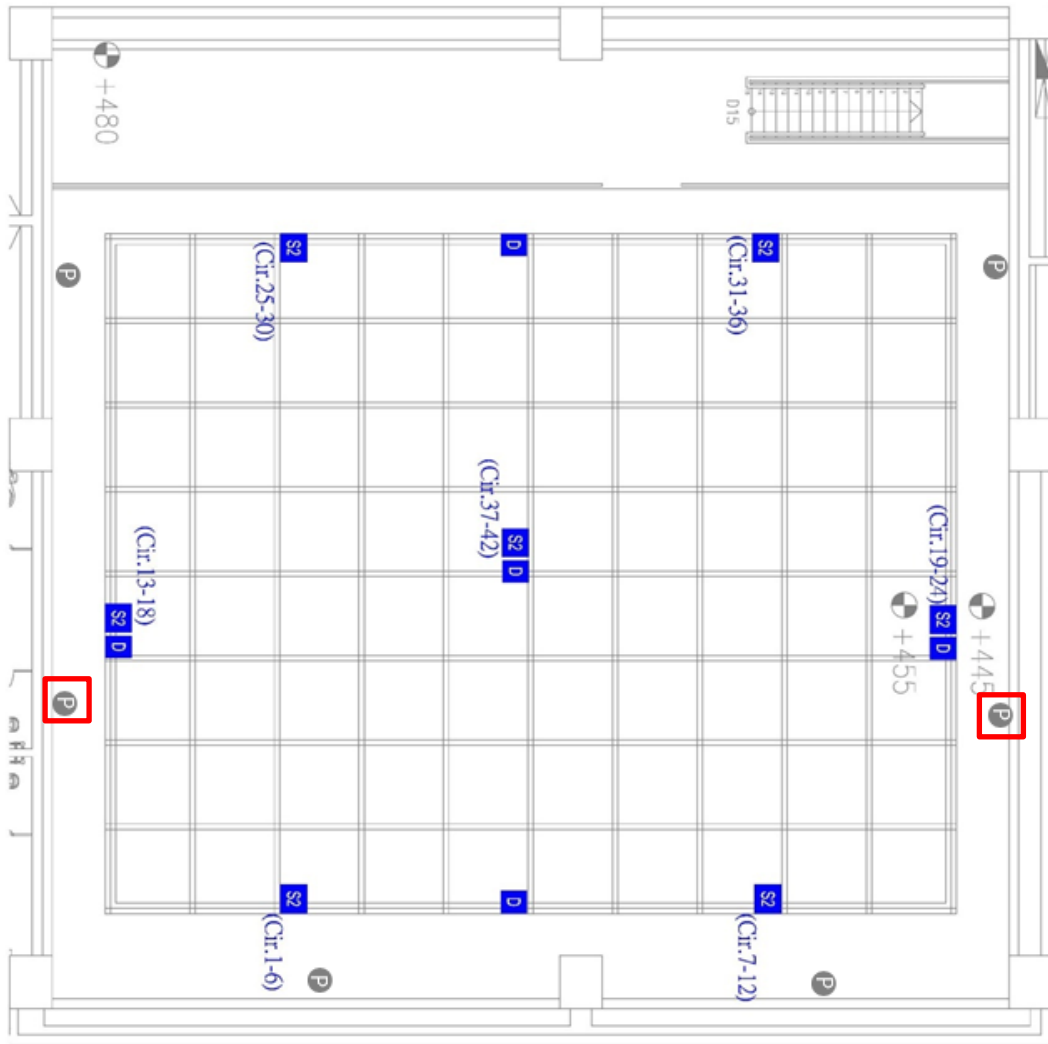 +480
D15
S2
D
S2
(Cir.25-30)
(Cir.31-36)
P
P
(Cir.37-42)
S2
D
(Cir.13-18)
S2
D
(Cir.19-24)
S2
D
+455
+445
P
P
S2
D
S2
(Cir.1-6)
(Cir.7-12)
P
P